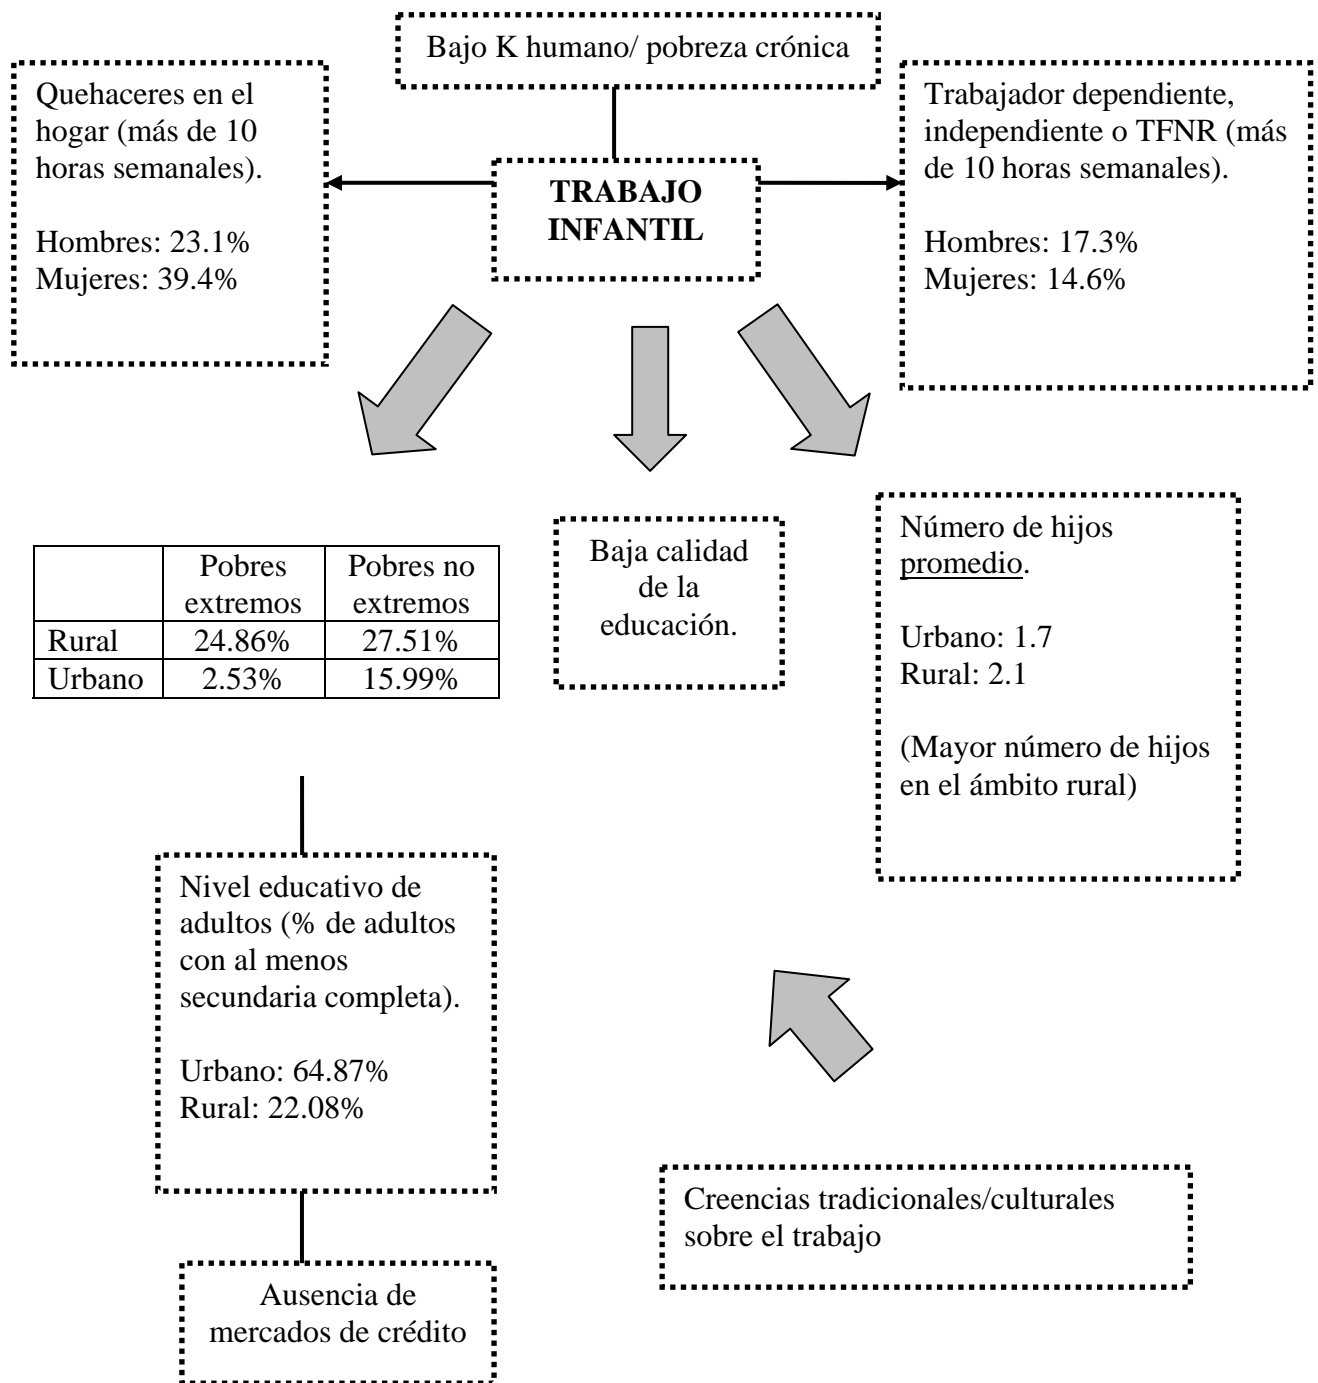 Bajo K humano/ pobreza crónica
Quehaceres en el
hogar (más de 10
horas semanales).
Hombres: 23.1%
Mujeres: 39.4%
TRABAJO
INFANTIL
Trabajador dependiente,
independiente o TFNR (más
de 10 horas semanales).
Hombres: 17.3%
Mujeres: 14.6%
Pobres extremos Pobres no extremos
Rural 24.86% 27.51%
Urbano 2.53% 15.99%
Baja calidad
de la
educación.
Número de hijos
promedio.
Urbano: 1.7
Rural: 2.1
(Mayor número de hijos
en el ámbito rural)
Nivel educativo de
adultos (% de adultos
con al menos
secundaria completa).
Urbano: 64.87%
Rural: 22.08%
Creencias tradicionales/culturales
sobre el trabajo
Ausencia de
mercados de crédito